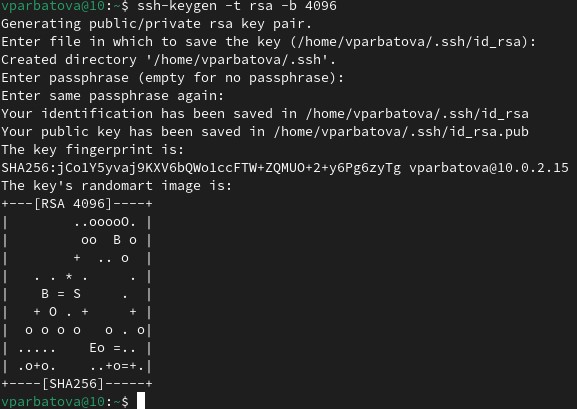 vparbatova@10:~$ ssh-keygen -t rsa -b 4096
Generating public/private rsa key pair.
Enter file in which to save the key (/home/vparbatova/.ssh/id_rsa):
Created directory '/home/vparbatova/.ssh'.
Enter passphrase (empty for no passphrase):
Enter same passphrase again:
Your identification has been saved in /home/vparbatova/.ssh/id_rsa
Your public key has been saved in /home/vparbatova/.ssh/id_rsa.pub
The key fingerprint is:
SHA256:jCo1Y5yvaj9KXV6bQWo1ccFTW+ZQMUO+2+y6Pg6zyTg vparbatova@10.0.2.15
The key's randomart image is:
+---[RSA 4096]----+
|         ..ooooO. |
|          oo  B o |
|         +  .. o  |
|   . . * .      . |
|    B = S     .   |
|   + O . +     +  |
|  o o o o   o . o|
| .....    Eo =.. |
| .o+o.    ..+o=+.|
+----[SHA256]-----+
vparbatova@10:~$